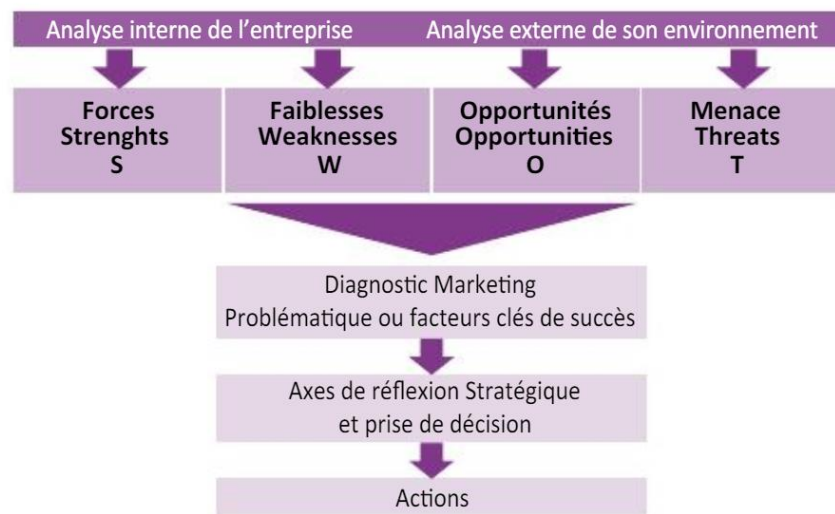 Analyse interne de l'entreprise
Analyse externe de son environnement
Forces
Strenghts
S
Faiblesses
Weaknesses
W
Opportunités
Opportunities
O
Menace
Threats
T
Diagnostic Marketing
Problématique ou facteurs clés de succès
Axes de réflexion Stratégique
et prise de décision
Actions